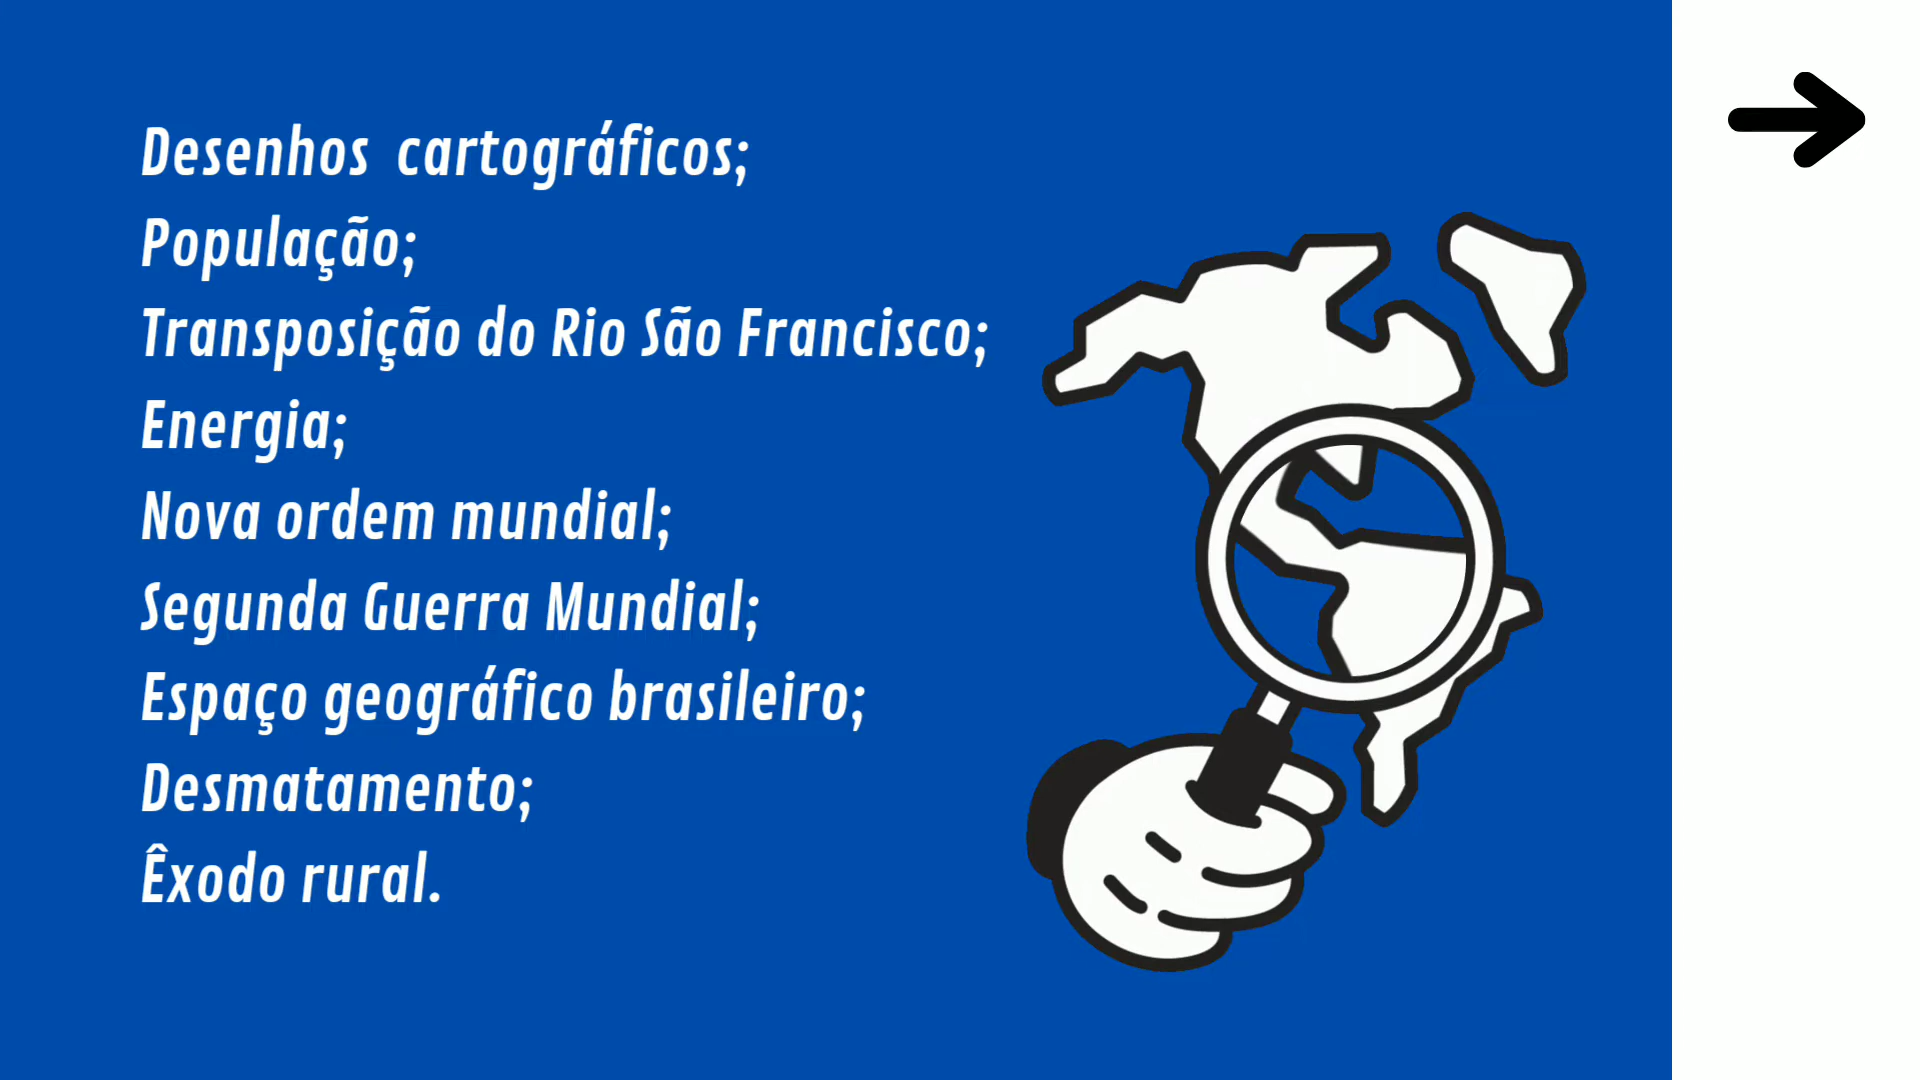 Desenhos cartográficos;
População;
Transposição do Rio São Francisco;
Energia;
Nova ordem mundial;
Segunda Guerra Mundial;
Espaço geográfico brasileiro;
Desmatamento;
Êxodo rural.